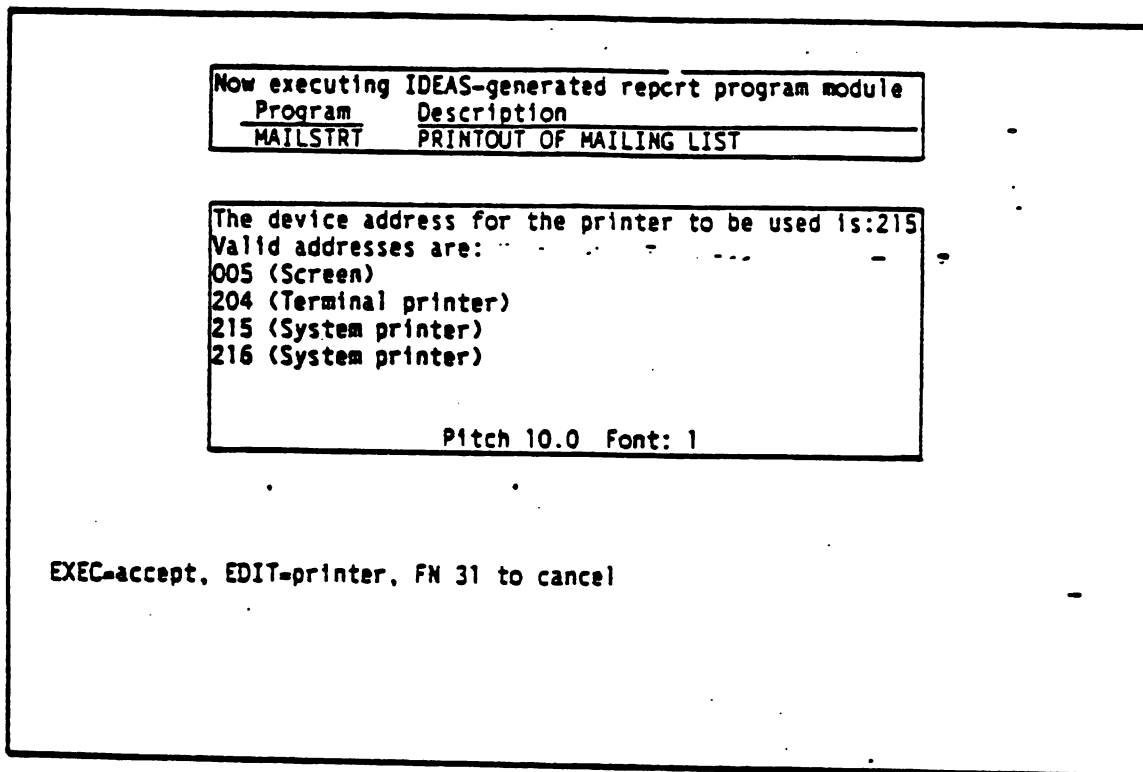 Now executing IDEAS-generated report program module
Program Description
MAILSTRT PRINTOUT OF MAILING LIST
The device address for the printer to be used is:215
Valid addresses are:
005 (Screen)
204 (Terminal printer)
215 (System printer)
216 (System printer)
Pitch 10.0 Font: 1
EXEC=accept, EDIT=printer, FN 31 to cancel